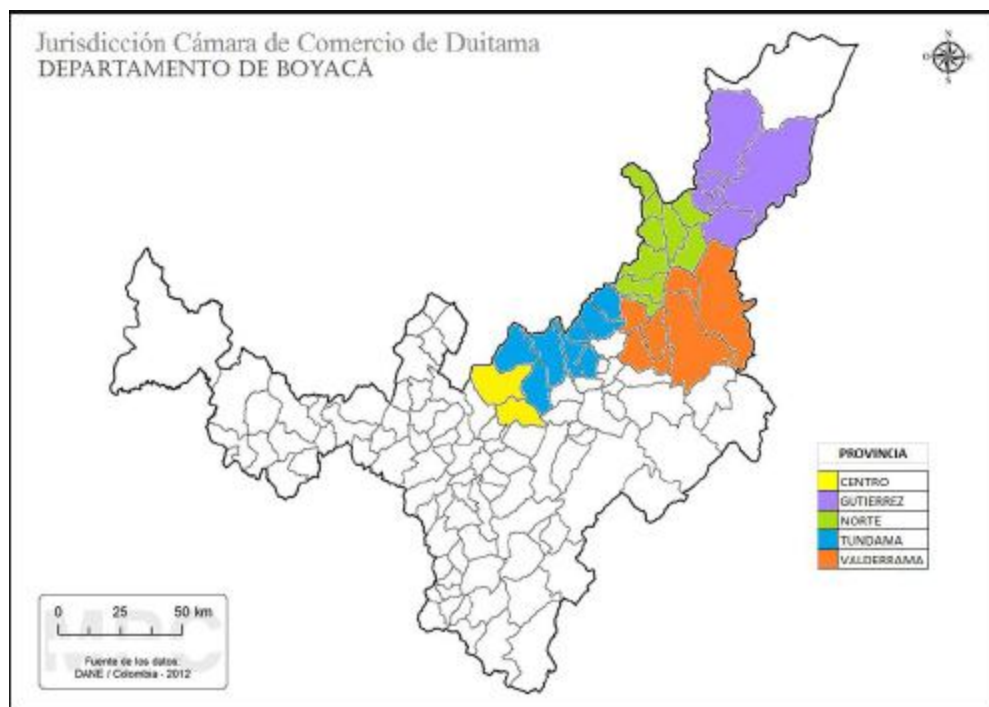 Jurisdicción Cámara de Comercio de Duitama
DEPARTAMENTO DE BOYACÁ
N
O E
S
PROVINCIA
CENTRO
GUTIERREZ
NORTE
TUNDAMA
VALDERRAMA
0 25 50 km
Fuente de los datos:
DANE / Colombia - 2012